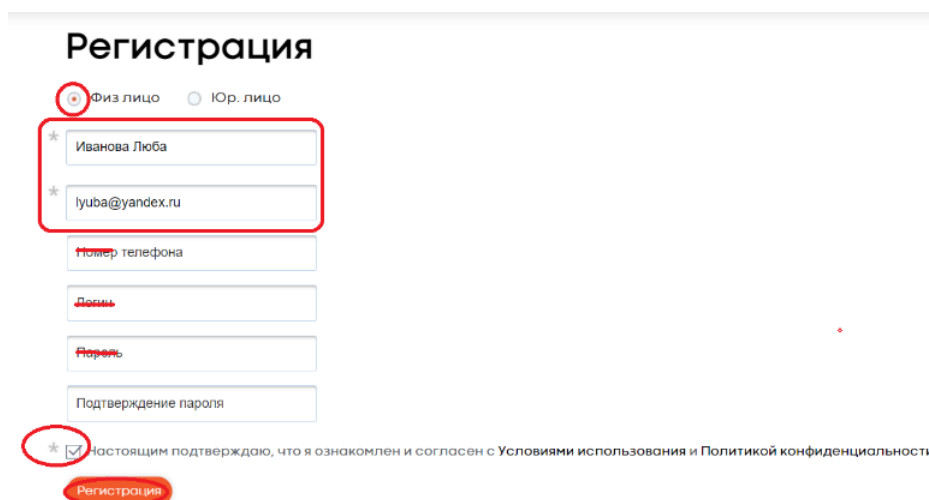 Регистрация
Физ лицо Юр. лицо
* Иванова Люба
* lyuba@yandex.ru
Номер телефона
Логин
Пароль
Подтверждение пароля
* Настоящим подтверждаю, что я ознакомлен и согласен с Условиями использования и Политикой конфиденциальности
Регистрация